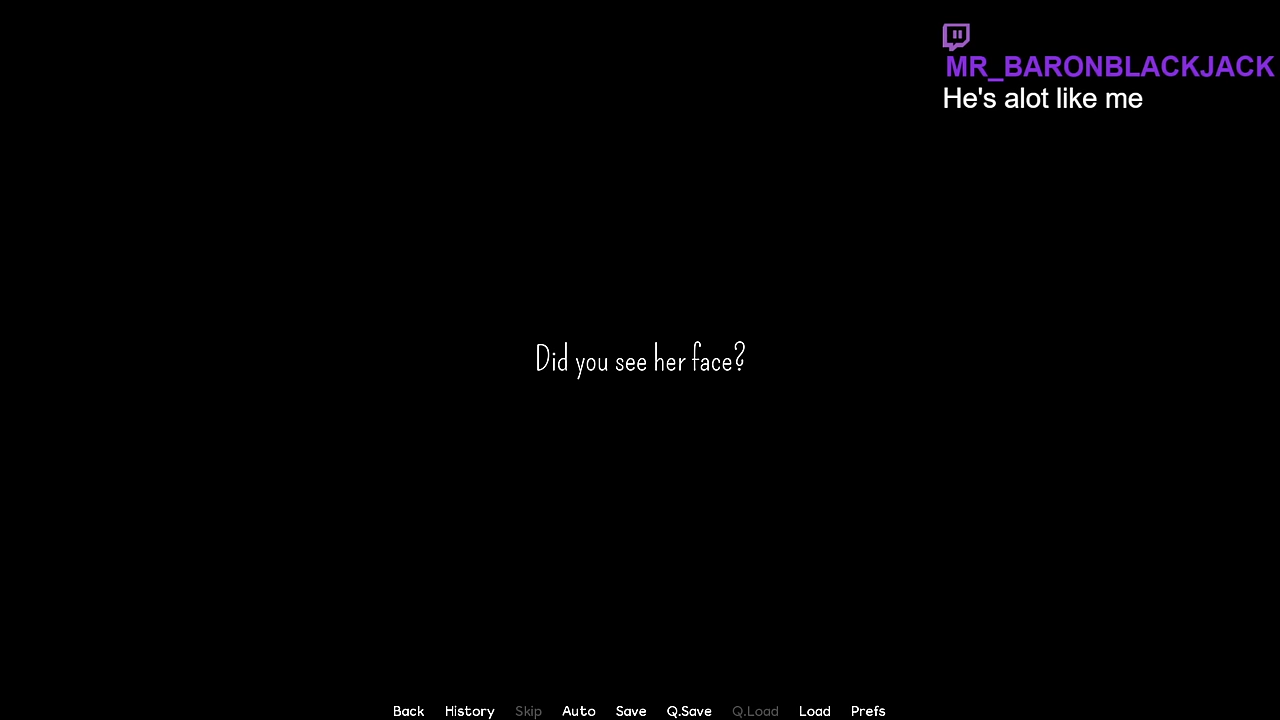 MR_BARONBLACKJACK
He's alot like me
Did you see her face?
Back History Skip Auto Save Q.Save Q.Load Load Prefs